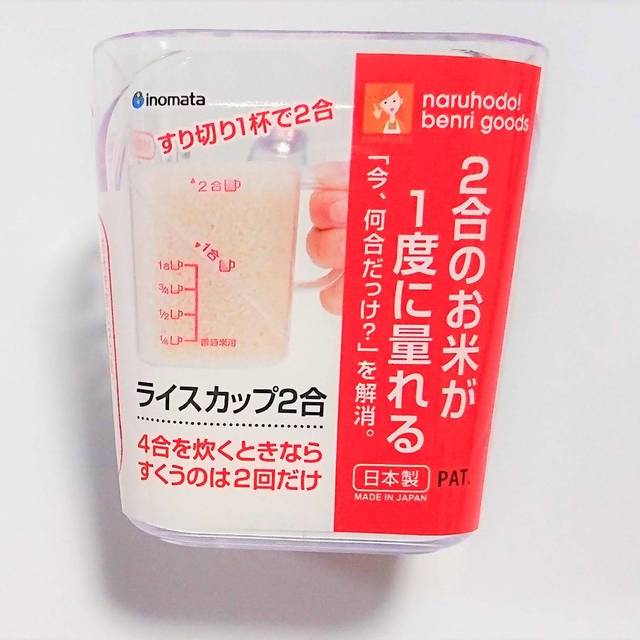 inomata
すり切り1杯で2合
2合
1合
1合
3/4
1/2
1/4
普通米用
ライスカップ2合
4合を炊くときなら
すくうのは2回だけ
naruhodo!
benri goods
2合のお米が
1度に量れる
「今、何合だっけ?」を解消。
日本製
PAT.
MADE IN JAPAN